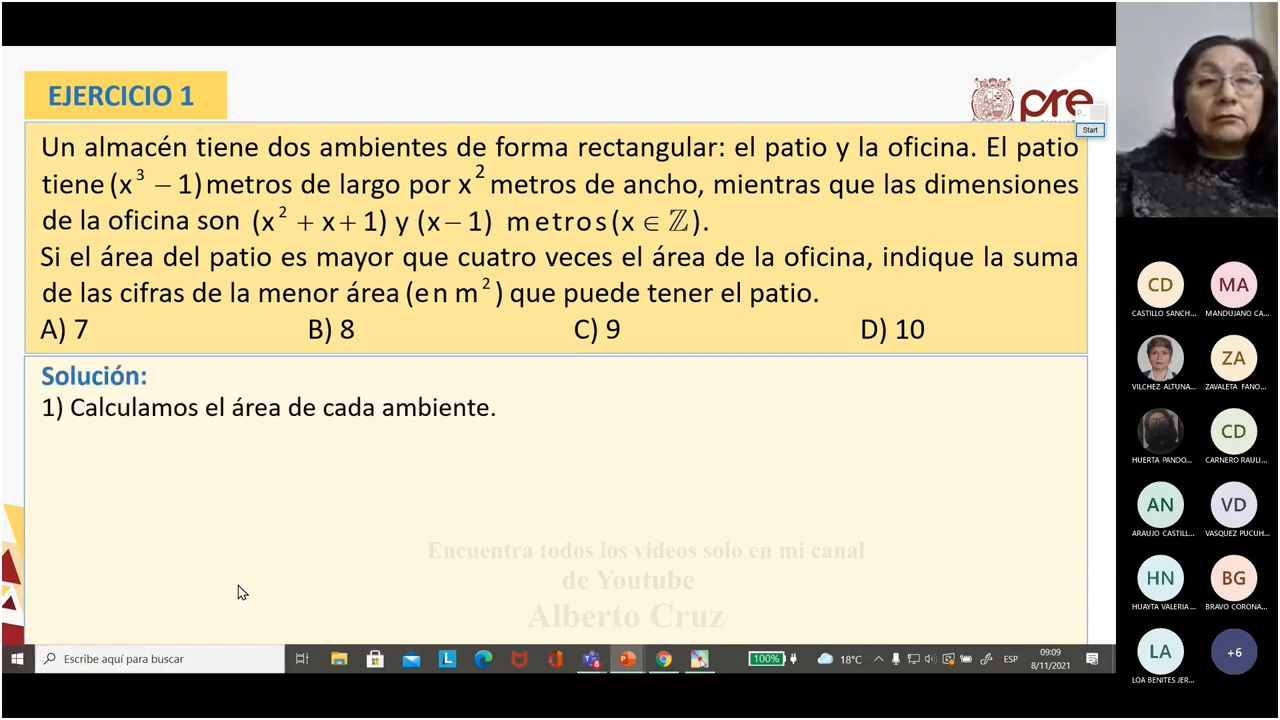 EJERCICIO 1
pre
P...
Start
Un almacén tiene dos ambientes de forma rectangular: el patio y la oficina. El patio
tiene (x³ − 1) metros de largo por x² metros de ancho, mientras que las dimensiones
de la oficina son (x² + x + 1) y (x − 1) metros (x ∈ ℤ).
Si el área del patio es mayor que cuatro veces el área de la oficina, indique la suma
de las cifras de la menor área (en m²) que puede tener el patio.
A) 7 B) 8 C) 9 D) 10
Solución:
1) Calculamos el área de cada ambiente.
Encuentra todos los videos solo en mi canal
de Youtube
Alberto Cruz
CD MA
CASTILLO SANCH... MANDUJANO CA...
ZA
VILCHEZ ALTUNA... ZAVALETA FANO...
CD
HUERTA PANDO... CARNERO RAULI...
AN VD
ARAUJO CASTILL... VASQUEZ PUCUH...
HN BG
HUAYTA VALERIA... BRAVO CORONA...
LA +6
LOA BENITES JER...
Escribe aquí para buscar
100%
18°C
ESP
09:09
8/11/2021